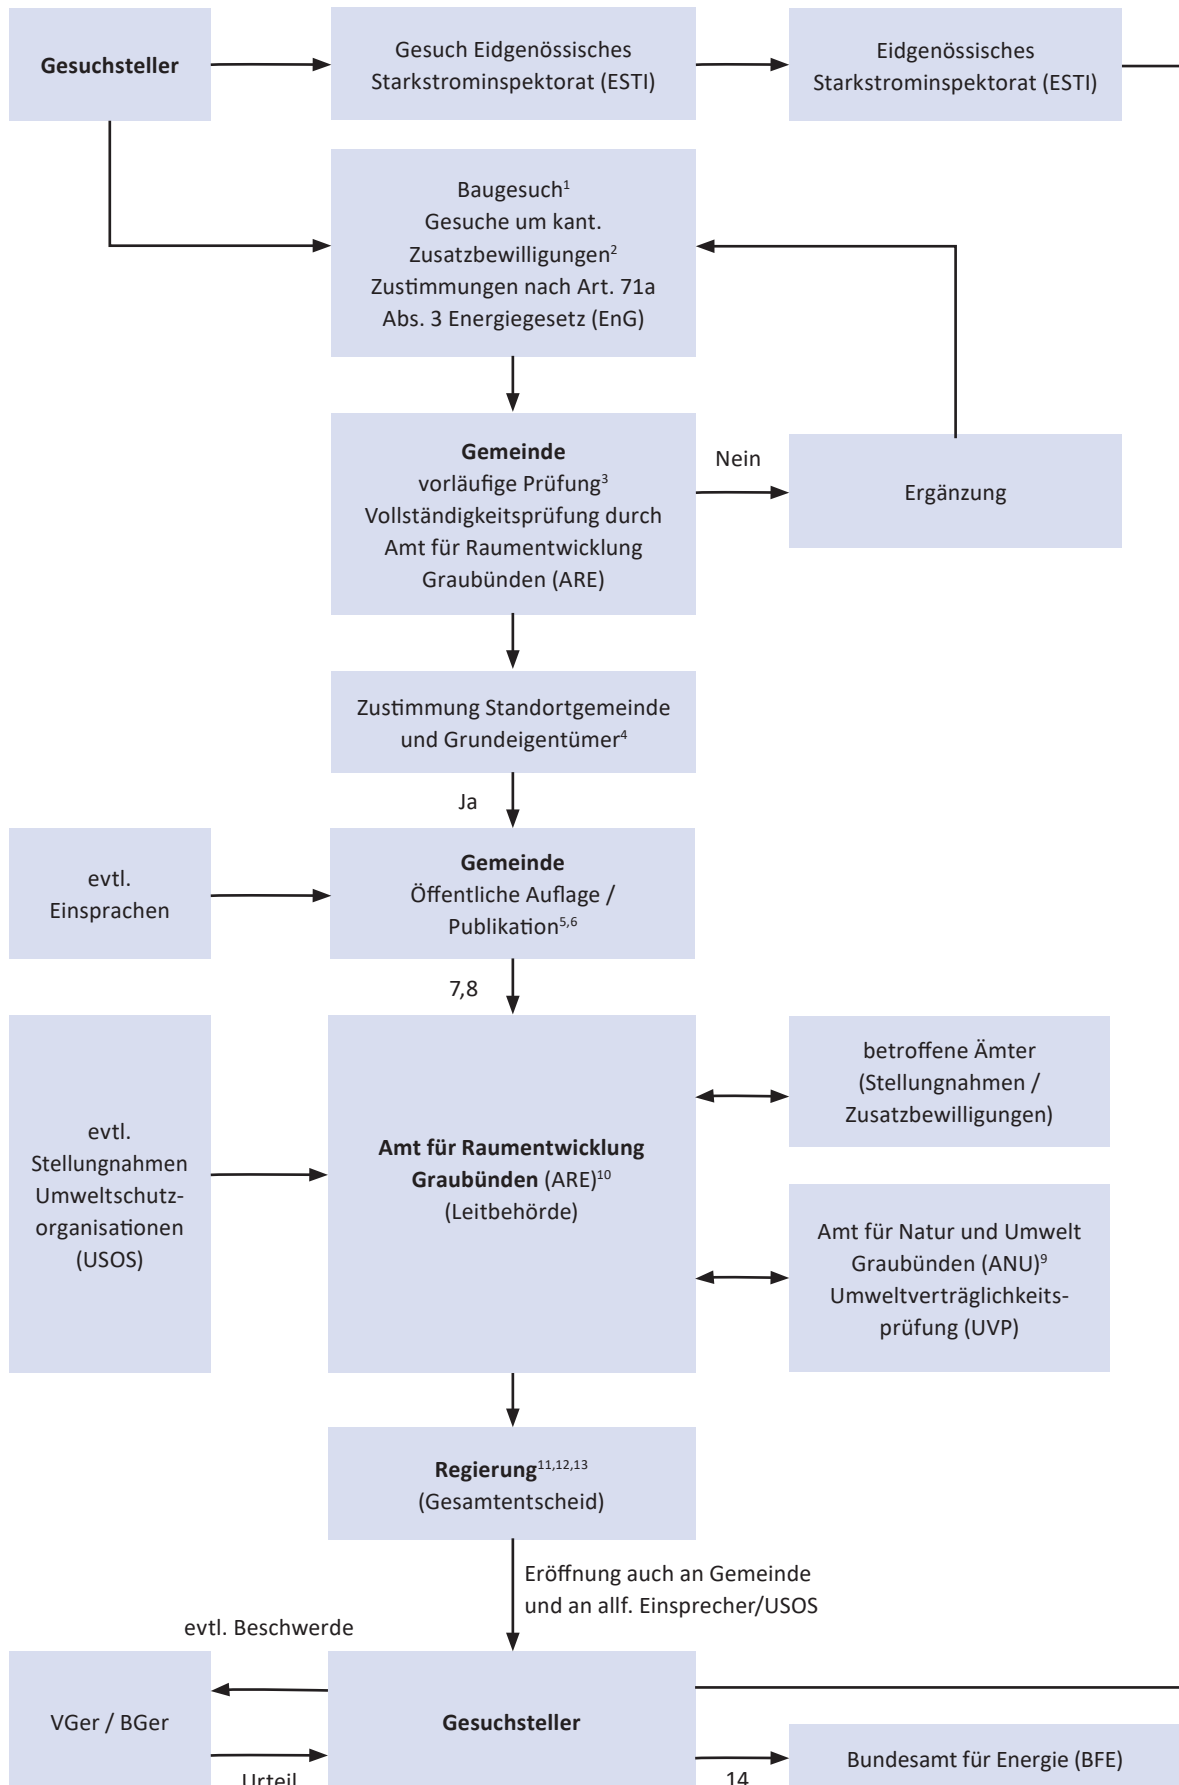 Gesuchsteller
Gesuch Eidgenössisches
Starkstrominspektorat (ESTI)
Eidgenössisches
Starkstrominspektorat (ESTI)
Baugesuch¹
Gesuche um kant.
Zusatzbewilligungen²
Zustimmungen nach Art. 71a
Abs. 3 Energiegesetz (EnG)
Gemeinde
vorläufige Prüfung³
Vollständigkeitsprüfung durch
Amt für Raumentwicklung
Graubünden (ARE)
Nein
Ergänzung
Zustimmung Standortgemeinde
und Grundeigentümer⁴
Ja
evtl.
Einsprachen
Gemeinde
Öffentliche Auflage /
Publikation⁵,⁶
7,8
evtl.
Stellungnahmen
Umweltschutz-
organisationen
(USOS)
Amt für Raumentwicklung
Graubünden (ARE)¹⁰
(Leitbehörde)
betroffene Ämter
(Stellungnahmen /
Zusatzbewilligungen)
Amt für Natur und Umwelt
Graubünden (ANU)⁹
Umweltverträglichkeits-
prüfung (UVP)
Regierung¹¹,¹²,¹³
(Gesamtentscheid)
Eröffnung auch an Gemeinde
und an allf. Einsprecher/USOS
evtl. Beschwerde
VGer / BGer
Gesuchsteller
Bundesamt für Energie (BFE)
Urteil
14